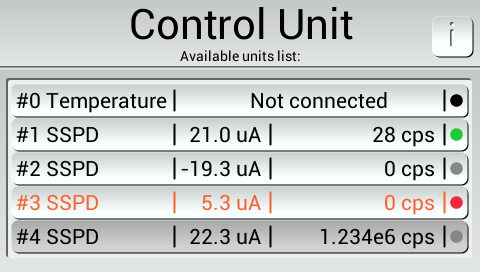 Control Unit
i
Available units list:
#0 Temperature | Not connected |
#1 SSPD | 21.0 uA | 28 cps |
#2 SSPD | -19.3 uA | 0 cps |
#3 SSPD | 5.3 uA | 0 cps |
#4 SSPD | 22.3 uA | 1.234e6 cps |